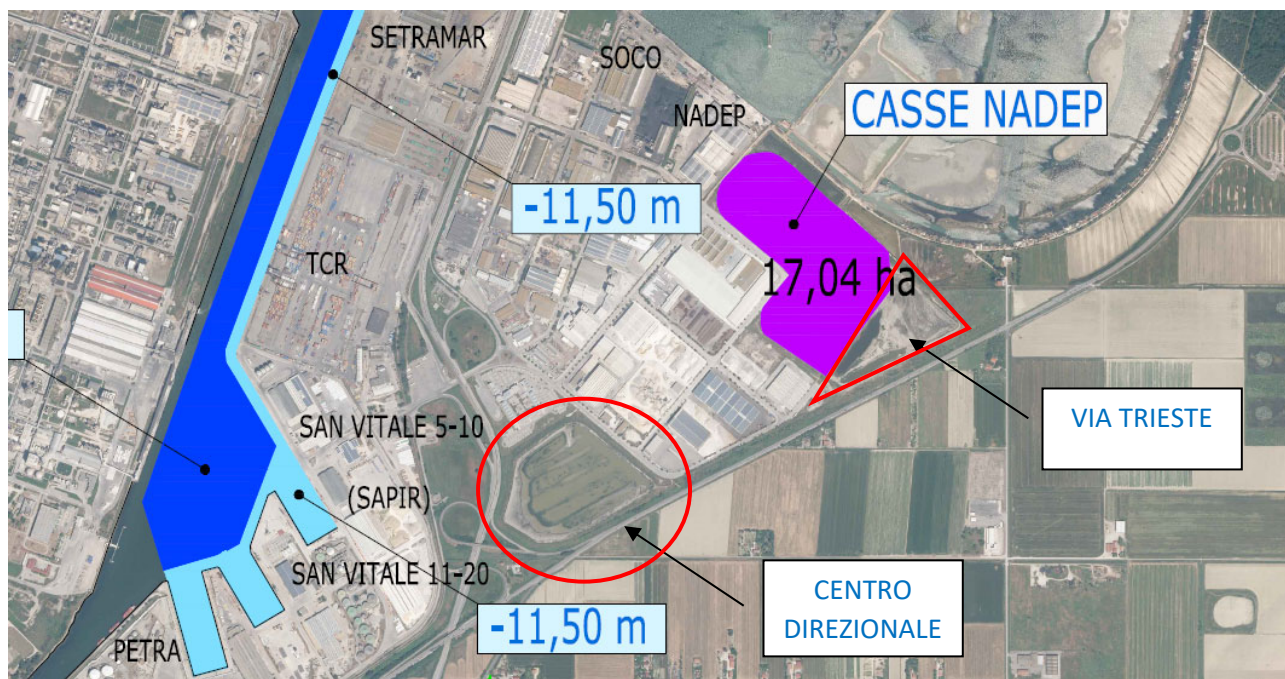 SETRAMAR
SOCO
NADEP
CASSE NADEP
-11,50 m
TCR
17,04 ha
SAN VITALE 5-10
(SAPIR)
VIA TRIESTE
SAN VITALE 11-20
CENTRO
DIREZIONALE
-11,50 m
PETRA